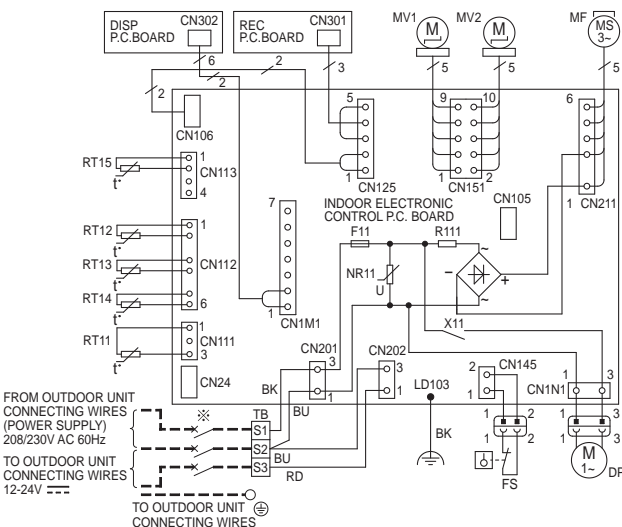 DISP
P.C.BOARD
CN302
REC
P.C.BOARD
CN301
MV1
M
MV2
M
MF
MS
3~
6
2
2
3
5
5
5
2
CN106
5
1
CN125
9
10
1
2
CN151
6
1
CN211
RT15
t°
1
CN113
4
INDOOR ELECTRONIC
CONTROL P.C. BOARD
CN105
7
1
CN1M1
F11
R111
NR11
U
~
−
+
~
X11
RT12
t°
RT13
t°
RT14
t°
1
CN112
6
RT11
t°
1
CN111
3
CN24
CN201
3
1
CN202
3
1
LD103
2
CN145
1
1
3
CN1N1
BK
BU
BK
FROM OUTDOOR UNIT
CONNECTING WIRES
(POWER SUPPLY)
208/230V AC 60Hz
※
TB
S1
S2
S3
BU
RD
TO OUTDOOR UNIT
CONNECTING WIRES
12-24V
1
2
1
2
FS
1
3
1
3
M
1~
DP
TO OUTDOOR UNIT
CONNECTING WIRES